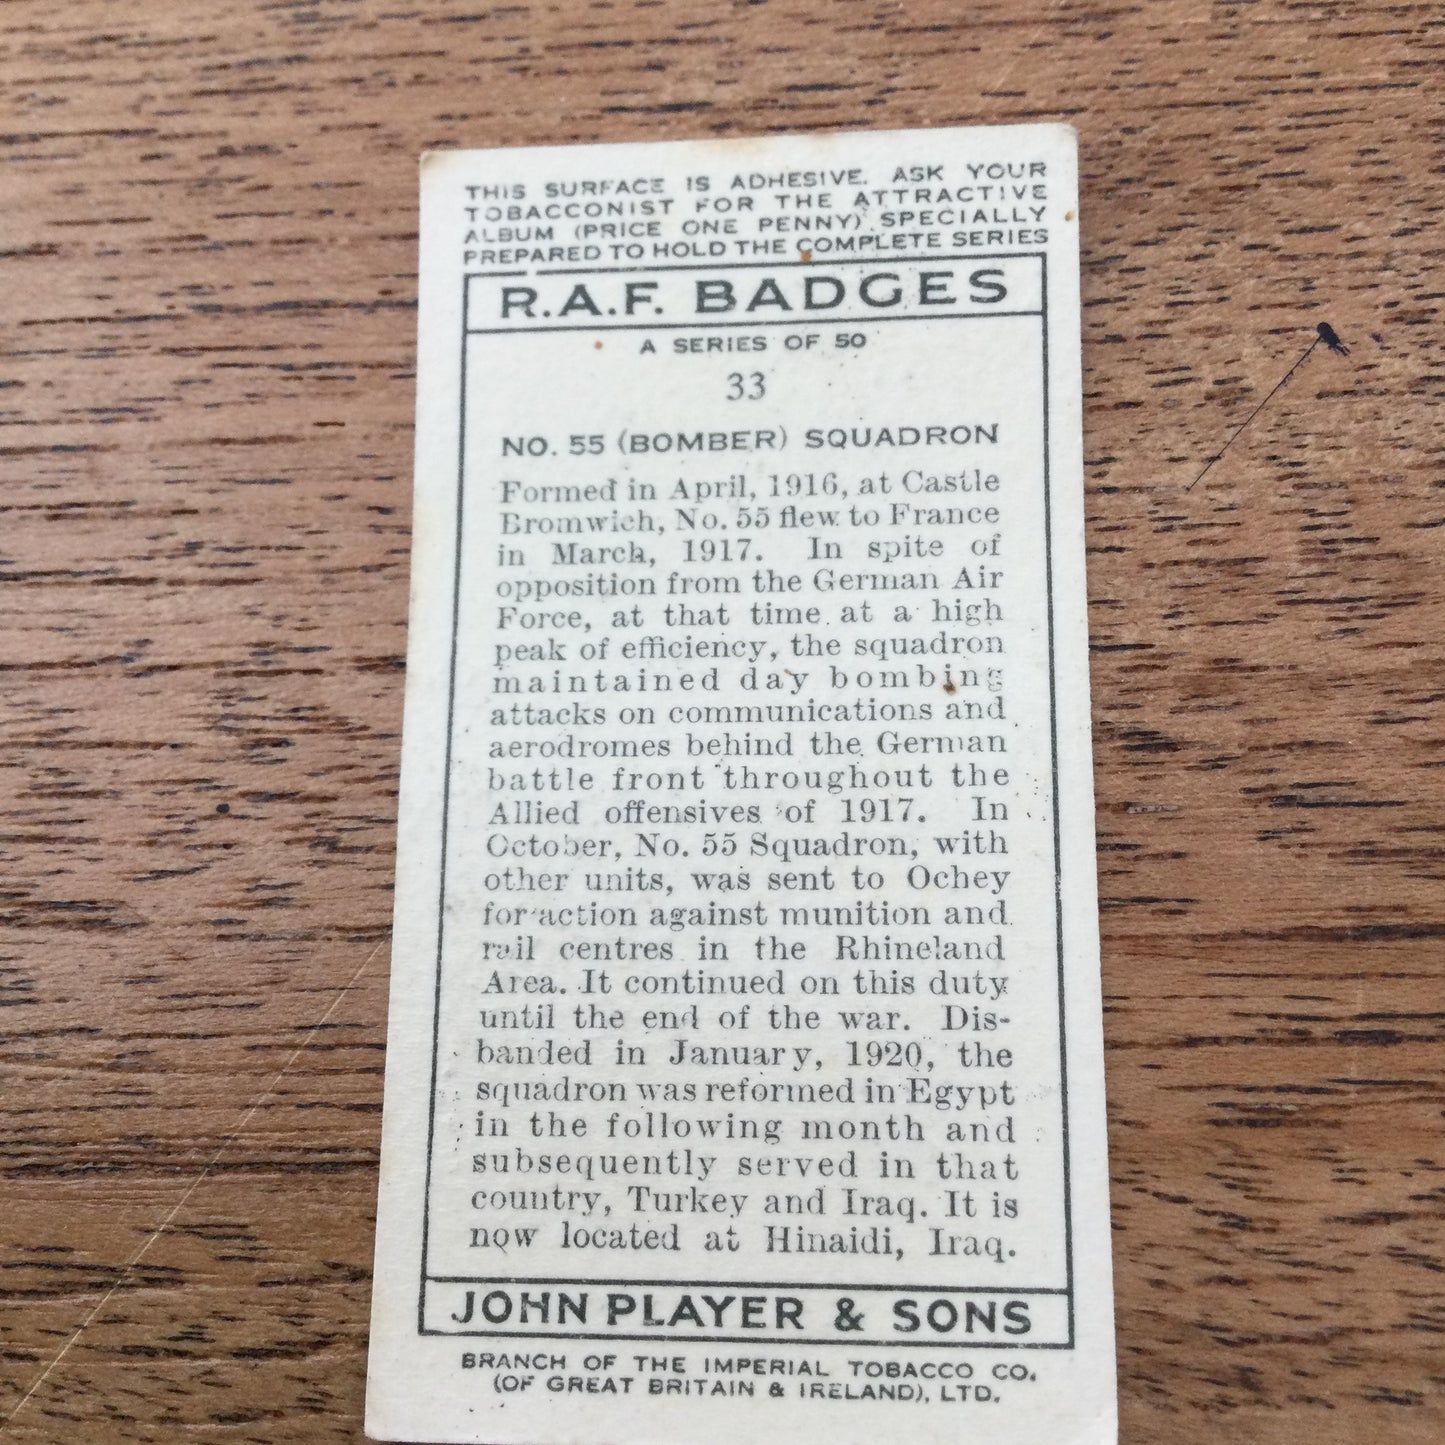 THIS SURFACE IS ADHESIVE. ASK YOUR
TOBACCONIST FOR THE ATTRACTIVE
ALBUM (PRICE ONE PENNY) SPECIALLY
PREPARED TO HOLD THE COMPLETE SERIES
R.A.F. BADGES
A SERIES OF 50
33
NO. 55 (BOMBER) SQUADRON
Formed in April, 1916, at Castle
Bromwich, No. 55 flew to France
in March, 1917. In spite of
opposition from the German Air
Force, at that time at a high
peak of efficiency, the squadron
maintained day bombing
attacks on communications and
aerodromes behind the German
battle front throughout the
Allied offensives of 1917. In
October, No. 55 Squadron, with
other units, was sent to Ochey
for action against munition and
rail centres in the Rhineland
Area. It continued on this duty
until the end of the war. Dis-
banded in January, 1920, the
squadron was reformed in Egypt
in the following month and
subsequently served in that
country, Turkey and Iraq. It is
now located at Hinaidi, Iraq.
JOHN PLAYER & SONS
BRANCH OF THE IMPERIAL TOBACCO CO.
(OF GREAT BRITAIN & IRELAND), LTD.